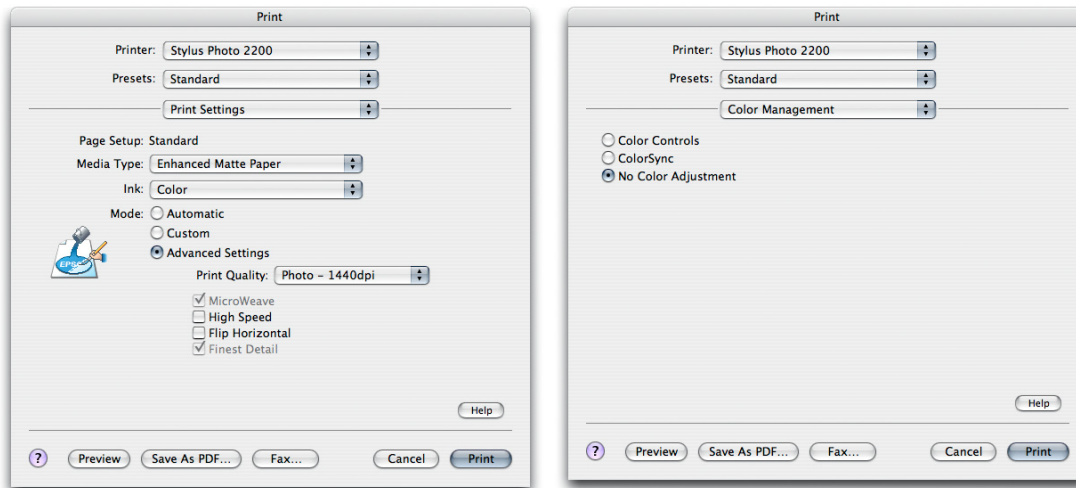 Print
Printer: Stylus Photo 2200
Presets: Standard
Print Settings
Page Setup: Standard
Media Type: Enhanced Matte Paper
Ink: Color
Mode: Automatic
Custom
Advanced Settings
EPS
Print Quality: Photo – 1440dpi
MicroWeave
High Speed
Flip Horizontal
Finest Detail
Help
? Preview Save As PDF... Fax... Cancel Print
Print
Printer: Stylus Photo 2200
Presets: Standard
Color Management
Color Controls
ColorSync
No Color Adjustment
Help
? Preview Save As PDF... Fax... Cancel Print